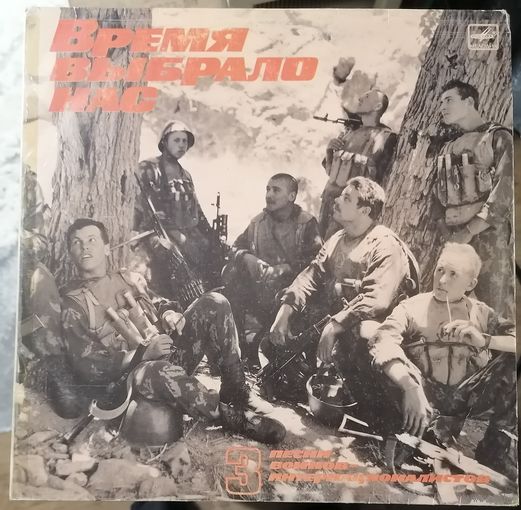 Время
выбрало
нас
3
песни
воинов-
интернационалистов